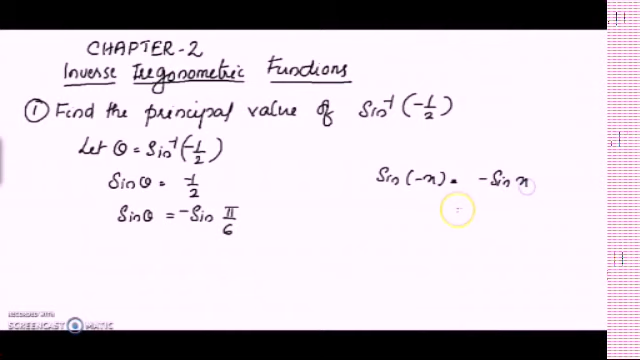 CHAPTER-2
Inverse Tregonometric Functions
① Find the principal value of Sin⁻¹(-1/2)
Let θ = Sin⁻¹(-1/2)
Sinθ = -1/2
Sin(-x) = -Sin x
Sinθ = -Sin π/6
RECORDED WITH
SCREENCAST MATIC